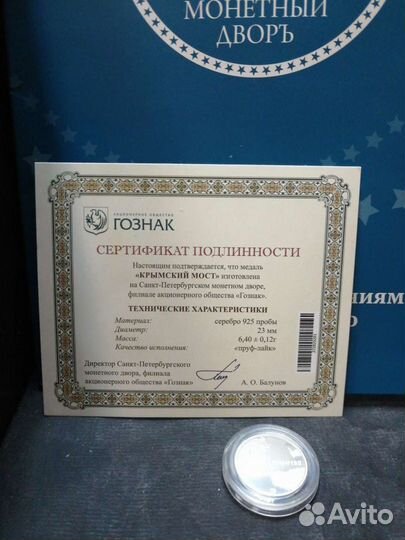 МОНЕТНЫЙ
ДВОРЪ
АКЦИОНЕРНОЕ ОБЩЕСТВО
ГОЗНАК
СЕРТИФИКАТ ПОДЛИННОСТИ
Настоящим подтверждается, что медаль
«КРЫМСКИЙ МОСТ» изготовлена
на Санкт-Петербургском монетном дворе,
филиале акционерного общества «Гознак».
ТЕХНИЧЕСКИЕ ХАРАКТЕРИСТИКИ
Материал: серебро 925 пробы
Диаметр: 23 мм
Масса: 6,40 ± 0,12г
Качество исполнения: «пруф-лайк»
Директор Санкт-Петербургского
монетного двора, филиала
акционерного общества «Гознак» А. О. Балунов
Avito